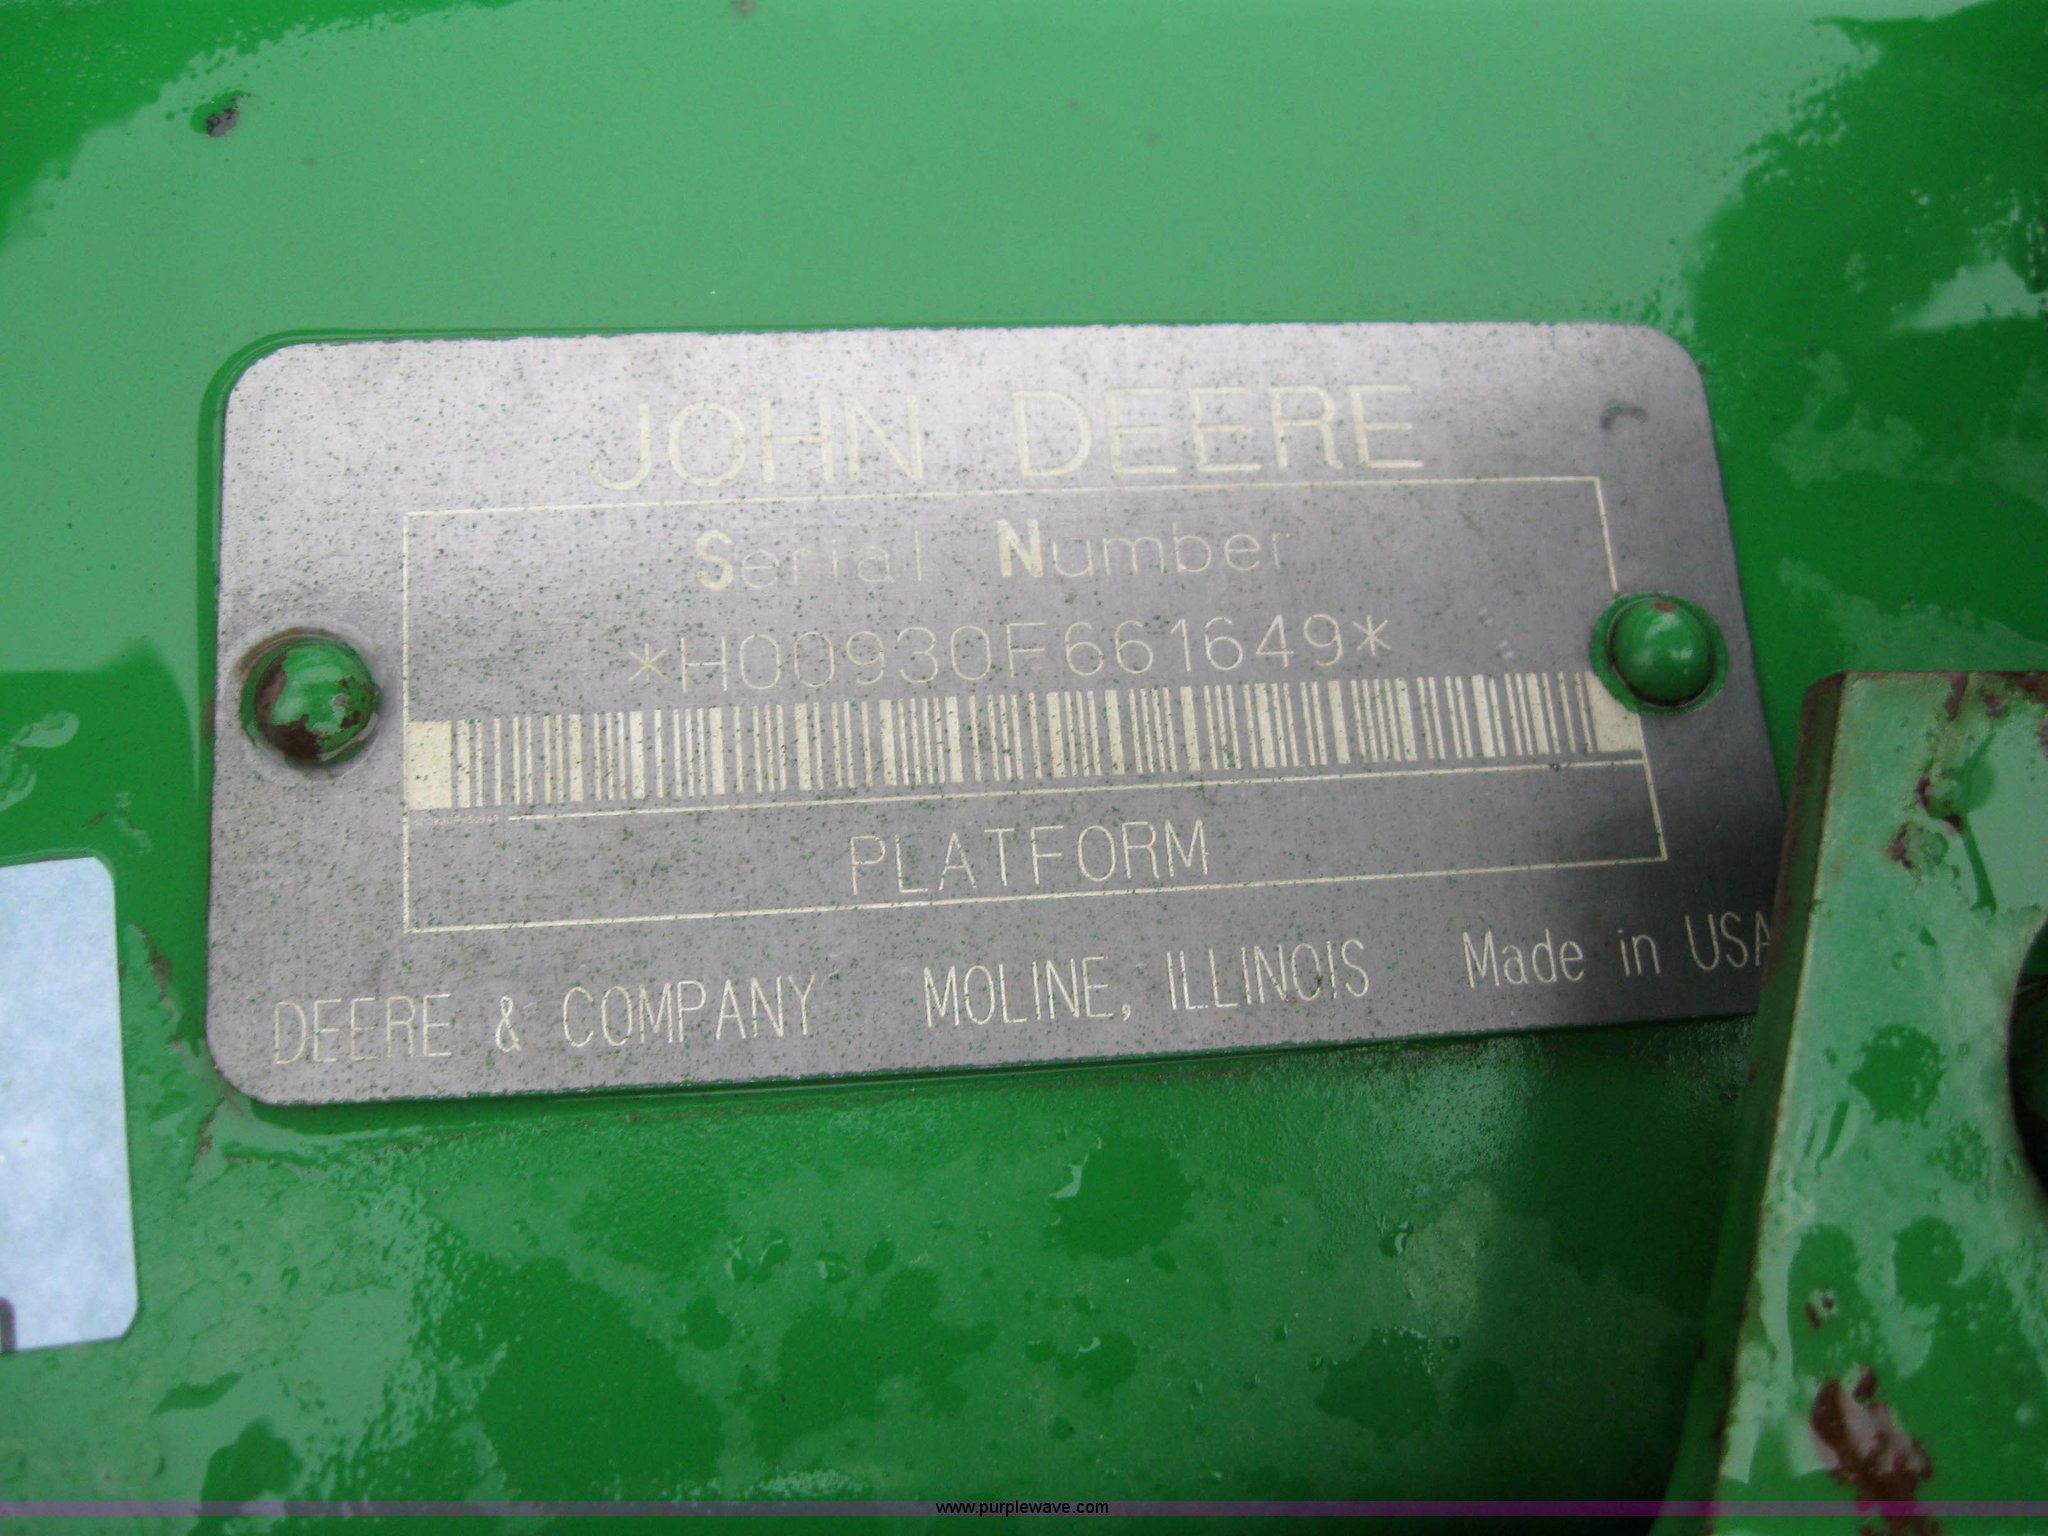 JOHN DEERE
Serial Number
*H00930F661649*
PLATFORM
DEERE & COMPANY MOLINE, ILLINOIS Made in USA
www.purplewave.com